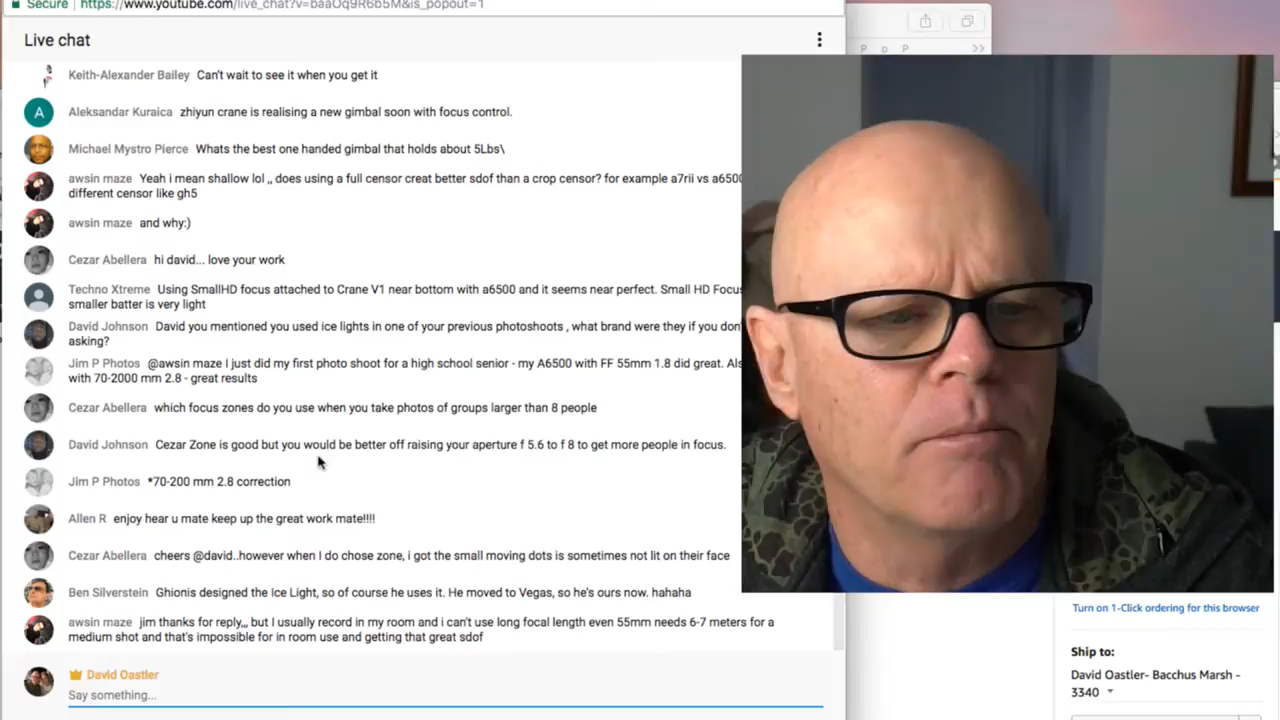 Secure https://www.youtube.com/live_chat?v=baaOq9R6b5M&is_popout=1
Live chat
P p P >>
Keith-Alexander Bailey Can't wait to see it when you get it
A Aleksandar Kuraica zhiyun crane is realising a new gimbal soon with focus control.
Michael Mystro Pierce Whats the best one handed gimbal that holds about 5Lbs\
awsin maze Yeah i mean shallow lol ,, does using a full censor creat better sdof than a crop censor? for example a7rii vs a6500
different censor like gh5
awsin maze and why:)
Cezar Abellera hi david... love your work
Techno Xtreme Using SmallHD focus attached to Crane V1 near bottom with a6500 and it seems near perfect. Small HD Focus
smaller batter is very light
David Johnson David you mentioned you used ice lights in one of your previous photoshoots , what brand were they if you don'
asking?
Jim P Photos @awsin maze I just did my first photo shoot for a high school senior - my A6500 with FF 55mm 1.8 did great. Als
with 70-2000 mm 2.8 - great results
Cezar Abellera which focus zones do you use when you take photos of groups larger than 8 people
David Johnson Cezar Zone is good but you would be better off raising your aperture f 5.6 to f 8 to get more people in focus.
Jim P Photos *70-200 mm 2.8 correction
Allen R enjoy hear u mate keep up the great work mate!!!!
Cezar Abellera cheers @david..however when I do chose zone, i got the small moving dots is sometimes not lit on their face
Ben Silverstein Ghionis designed the Ice Light, so of course he uses it. He moved to Vegas, so he's ours now. hahaha
awsin maze jim thanks for reply,,, but I usually record in my room and i can't use long focal length even 55mm needs 6-7 meters for a
medium shot and that's impossible for in room use and getting that great sdof
David Oastler
Say something...
Turn on 1-Click ordering for this browser
Ship to:
David Oastler- Bacchus Marsh -
3340